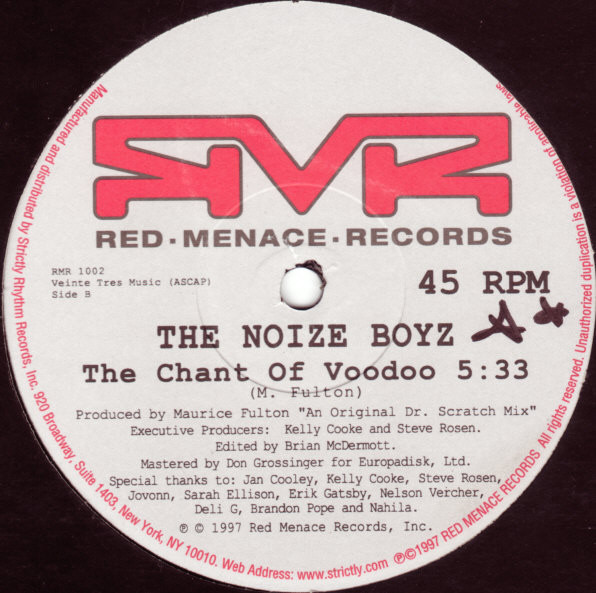 RMR
RED·MENACE·RECORDS
RMR 1002
Veinte Tres Music (ASCAP)
Side B
45 RPM
THE NOIZE BOYZ
The Chant Of Voodoo 5:33
(M. Fulton)
Produced by Maurice Fulton "An Original Dr. Scratch Mix"
Executive Producers: Kelly Cooke and Steve Rosen.
Edited by Brian McDermott.
Mastered by Don Grossinger for Europadisk, Ltd.
Special thanks to: Jan Cooley, Kelly Cooke, Steve Rosen,
Jovonn, Sarah Ellison, Erik Gatsby, Nelson Vercher,
Deli G, Brandon Pope and Nahila.
℗ © 1997 Red Menace Records, Inc.
Manufactured and distributed by Strictly Rhythm Records, Inc. 920 Broadway, Suite 1403, New York, NY 10010. Web Address: www.strictly.com ℗©1997 RED MENACE RECORDS All rights reserved. Unauthorized duplication is a violation of applicable laws